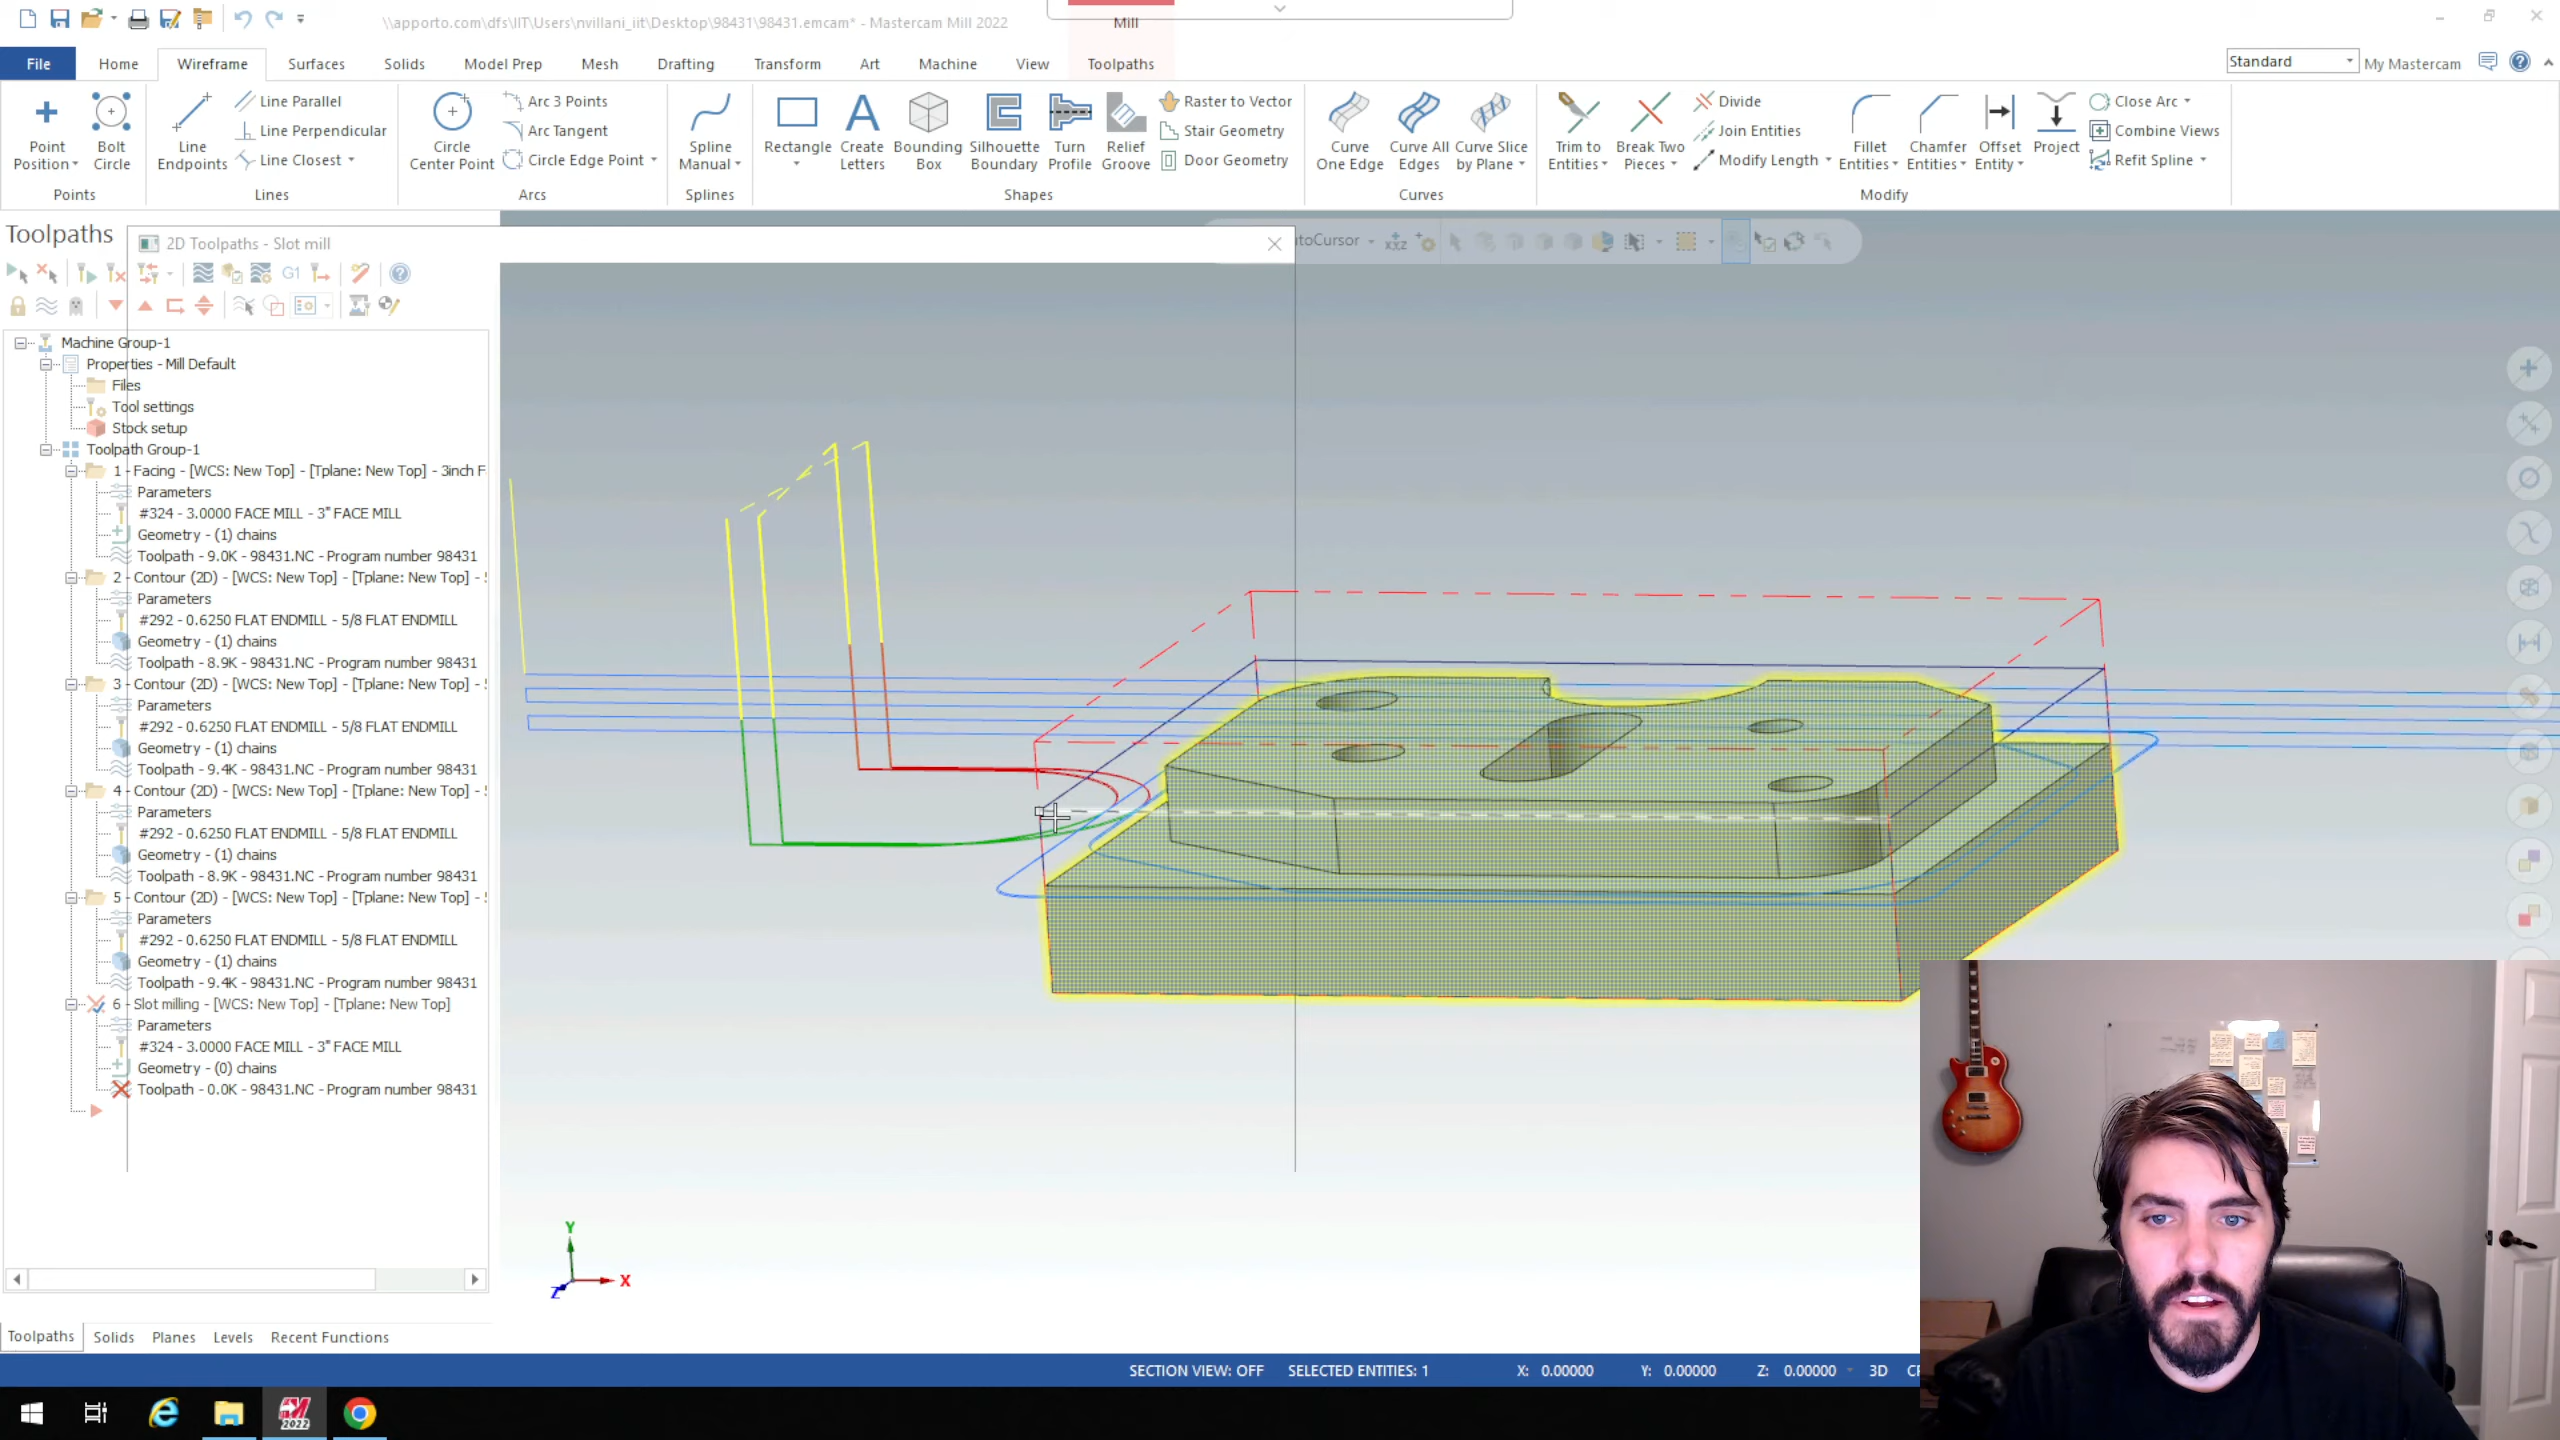 \\apporto.com\dfs\IIT\Users\nvillani_iit\Desktop\98431\98431.emcam* - Mastercam Mill 2022
Mill
File Home Wireframe Surfaces Solids Model Prep Mesh Drafting Transform Art Machine View Toolpaths
Standard My Mastercam
Point Position
Bolt Circle
Points
Line Endpoints
Line Parallel
Line Perpendicular
Line Closest
Lines
Circle Center Point
Arc 3 Points
Arc Tangent
Circle Edge Point
Arcs
Spline Manual
Splines
Rectangle
Create Letters
Bounding Box
Silhouette Boundary
Turn Profile
Relief Groove
Raster to Vector
Stair Geometry
Door Geometry
Shapes
Curve One Edge
Curve All Edges
Curve Slice by Plane
Curves
Trim to Entities
Break Two Pieces
Divide
Join Entities
Modify Length
Fillet Entities
Chamfer Entities
Offset Entity
Project
Close Arc
Combine Views
Refit Spline
Modify
Toolpaths
2D Toolpaths - Slot mill
utoCursor
G1
Machine Group-1
Properties - Mill Default
Files
Tool settings
Stock setup
Toolpath Group-1
1 - Facing - [WCS: New Top] - [Tplane: New Top] - 3inch F
Parameters
#324 - 3.0000 FACE MILL - 3" FACE MILL
Geometry - (1) chains
Toolpath - 9.0K - 98431.NC - Program number 98431
2 - Contour (2D) - [WCS: New Top] - [Tplane: New Top] - 5
Parameters
#292 - 0.6250 FLAT ENDMILL - 5/8 FLAT ENDMILL
Geometry - (1) chains
Toolpath - 8.9K - 98431.NC - Program number 98431
3 - Contour (2D) - [WCS: New Top] - [Tplane: New Top] - 5
Parameters
#292 - 0.6250 FLAT ENDMILL - 5/8 FLAT ENDMILL
Geometry - (1) chains
Toolpath - 9.4K - 98431.NC - Program number 98431
4 - Contour (2D) - [WCS: New Top] - [Tplane: New Top] - 5
Parameters
#292 - 0.6250 FLAT ENDMILL - 5/8 FLAT ENDMILL
Geometry - (1) chains
Toolpath - 8.9K - 98431.NC - Program number 98431
5 - Contour (2D) - [WCS: New Top] - [Tplane: New Top] - 5
Parameters
#292 - 0.6250 FLAT ENDMILL - 5/8 FLAT ENDMILL
Geometry - (1) chains
Toolpath - 9.4K - 98431.NC - Program number 98431
6 - Slot milling - [WCS: New Top] - [Tplane: New Top]
Parameters
#324 - 3.0000 FACE MILL - 3" FACE MILL
Geometry - (0) chains
Toolpath - 0.0K - 98431.NC - Program number 98431
Y
X
Z
Toolpaths Solids Planes Levels Recent Functions
SECTION VIEW: OFF SELECTED ENTITIES: 1 X: 0.00000 Y: 0.00000 Z: 0.00000 3D
2022